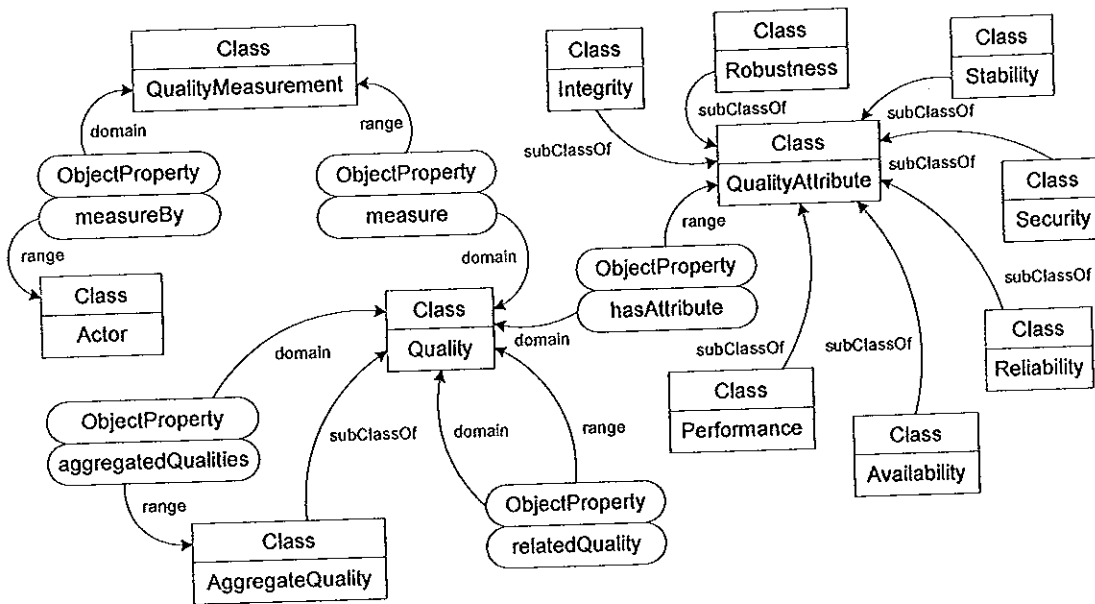 Class
QualityMeasurement
domain
range
ObjectProperty
measureBy
ObjectProperty
measure
range
domain
Class
Actor
Class
Integrity
Class
Robustness
Class
Stability
subClassOf
subClassOf
subClassOf
Class
QualityAttribute
subClassOf
Class
Security
range
ObjectProperty
hasAttribute
domain
subClassOf
Class
Reliability
Class
Quality
domain
subClassOf
subClassOf
Class
Performance
Class
Availability
ObjectProperty
aggregatedQualities
subClassOf
domain
range
range
ObjectProperty
relatedQuality
Class
AggregateQuality